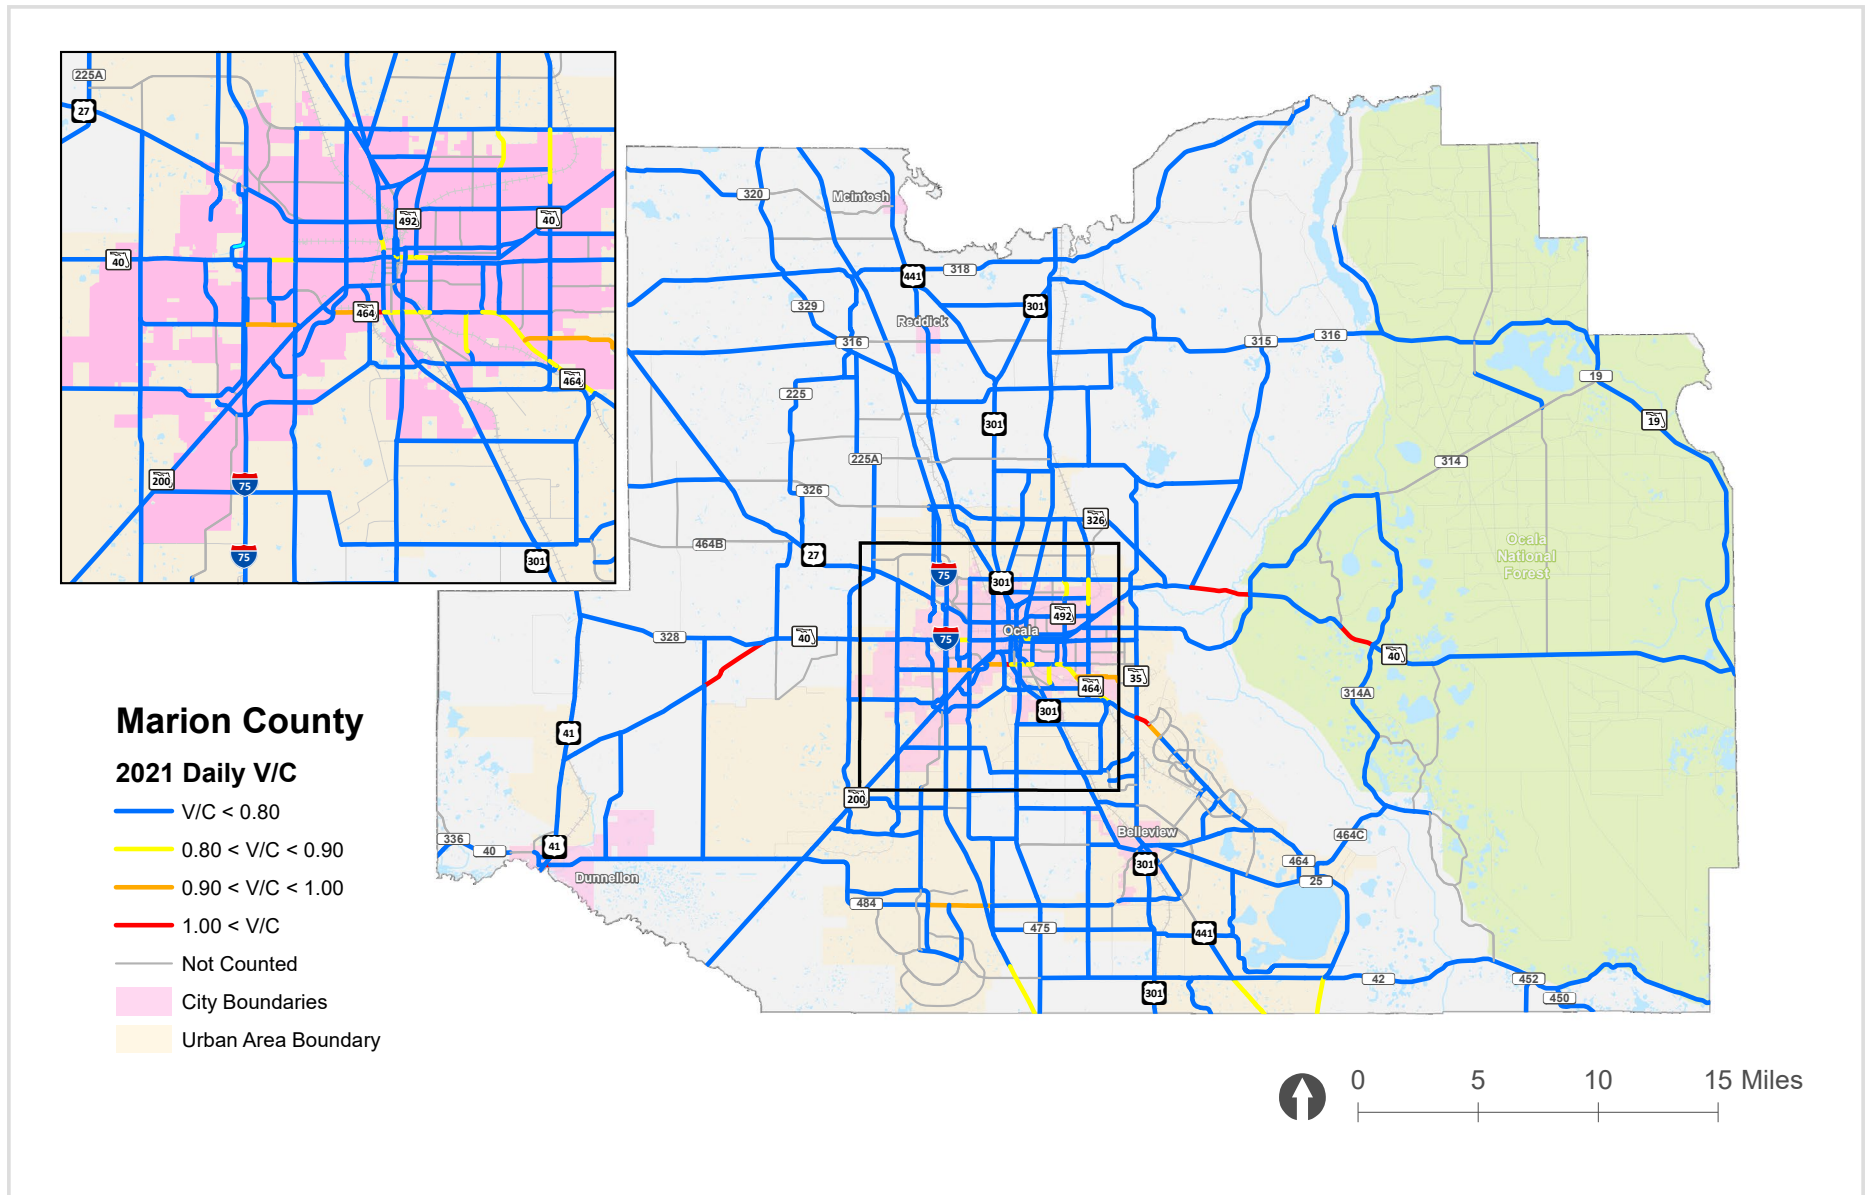 225A
27
492
40
40
464
464
200
75
75
301
320
McIntosh
441
318
329
301
Reddick
316
315
316
19
225
19
301
314
225A
326
326
Ocala
National
Forest
464B
27
75
301
492
328
40
75
Ocala
40
35
464
314A
301
41
200
Belleview
336
40
41
464C
301
464
25
Dunnellon
484
475
441
42
452
301
450
Marion County
2021 Daily V/C
V/C < 0.80
0.80 < V/C < 0.90
0.90 < V/C < 1.00
1.00 < V/C
Not Counted
City Boundaries
Urban Area Boundary
0 5 10 15 Miles